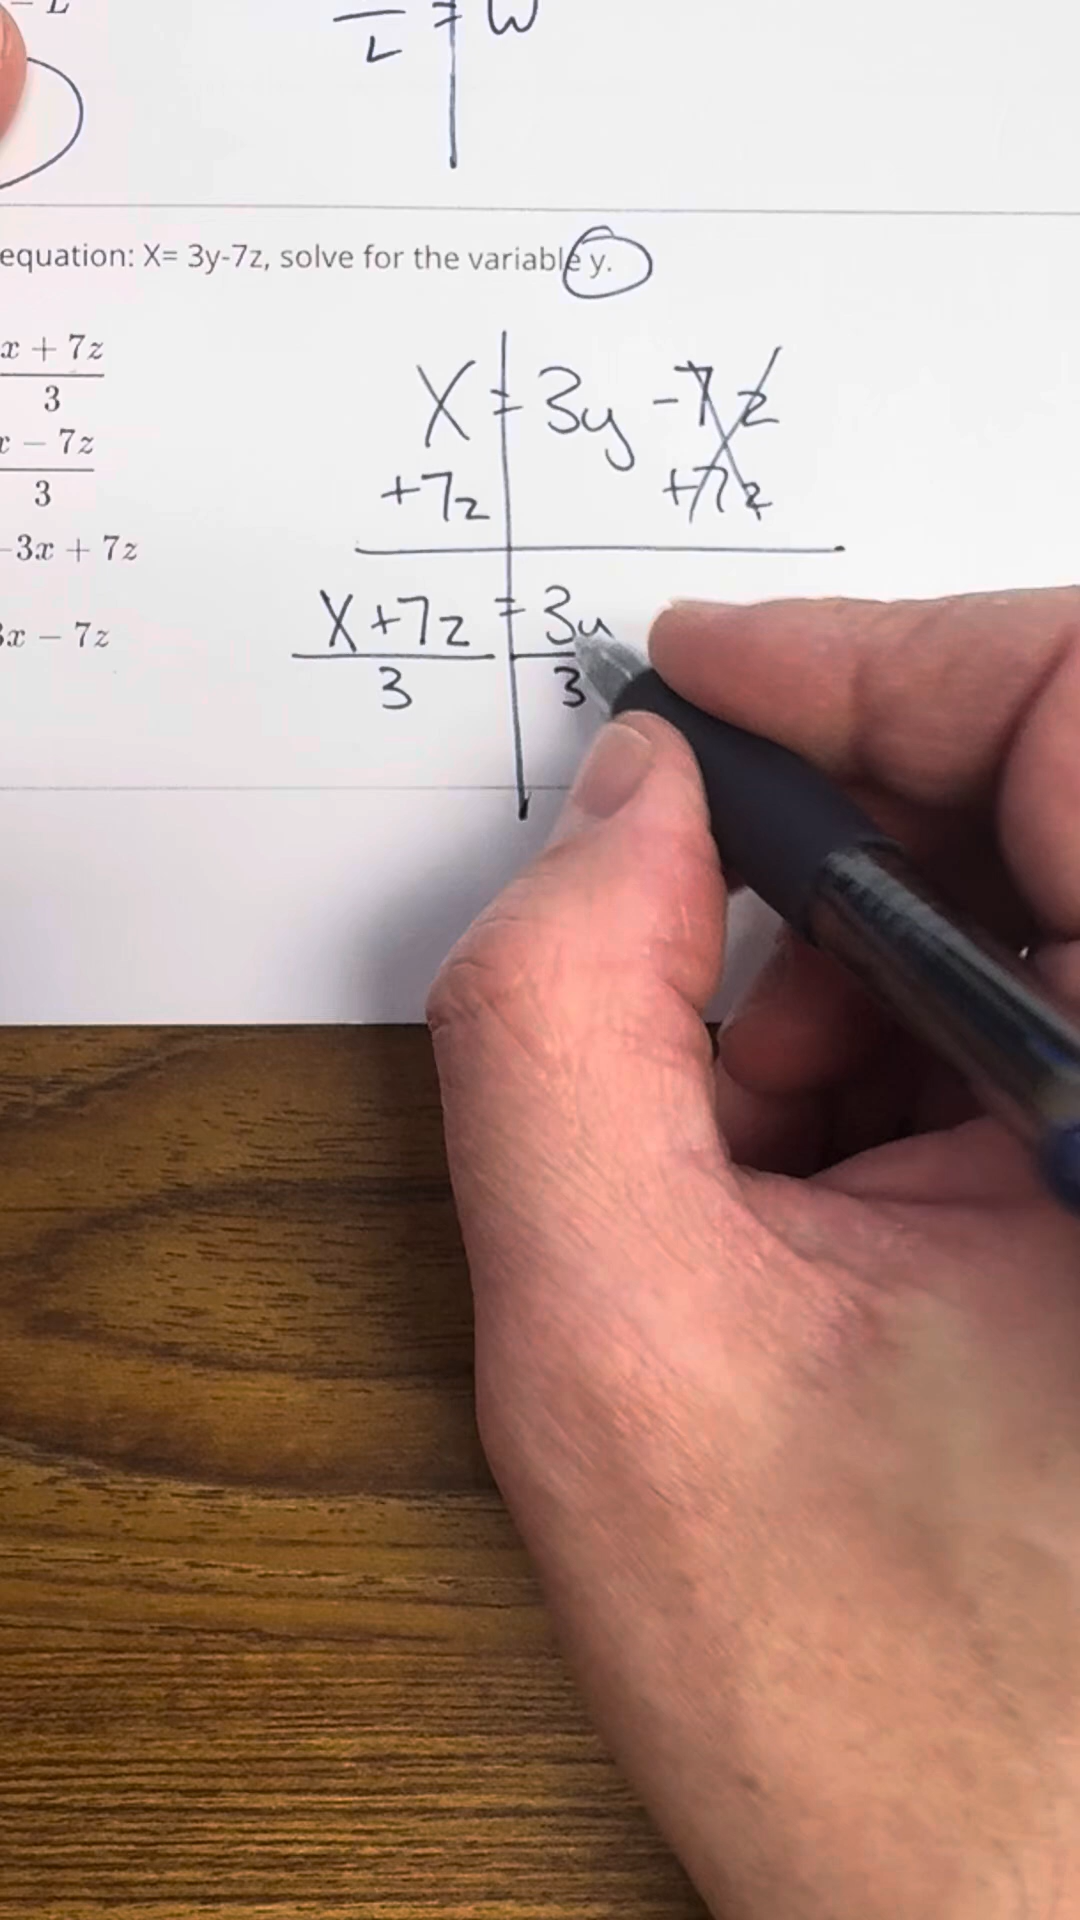 L = W
equation: X= 3y-7z, solve for the variable y.
x + 7z
3
x − 7z
3
-3x + 7z
3x − 7z
X = 3y -7z
+7z +7z
X+7z = 3y
3 3